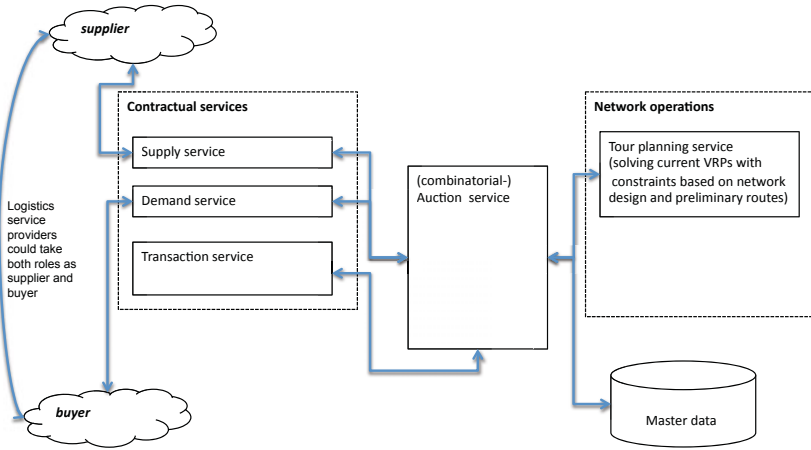 supplier
Contractual services
Supply service
Demand service
Transaction service
Logistics
service
providers
could take
both roles as
supplier and
buyer
buyer
(combinatorial-)
Auction service
Network operations
Tour planning service
(solving current VRPs with
constraints based on network
design and preliminary routes)
Master data